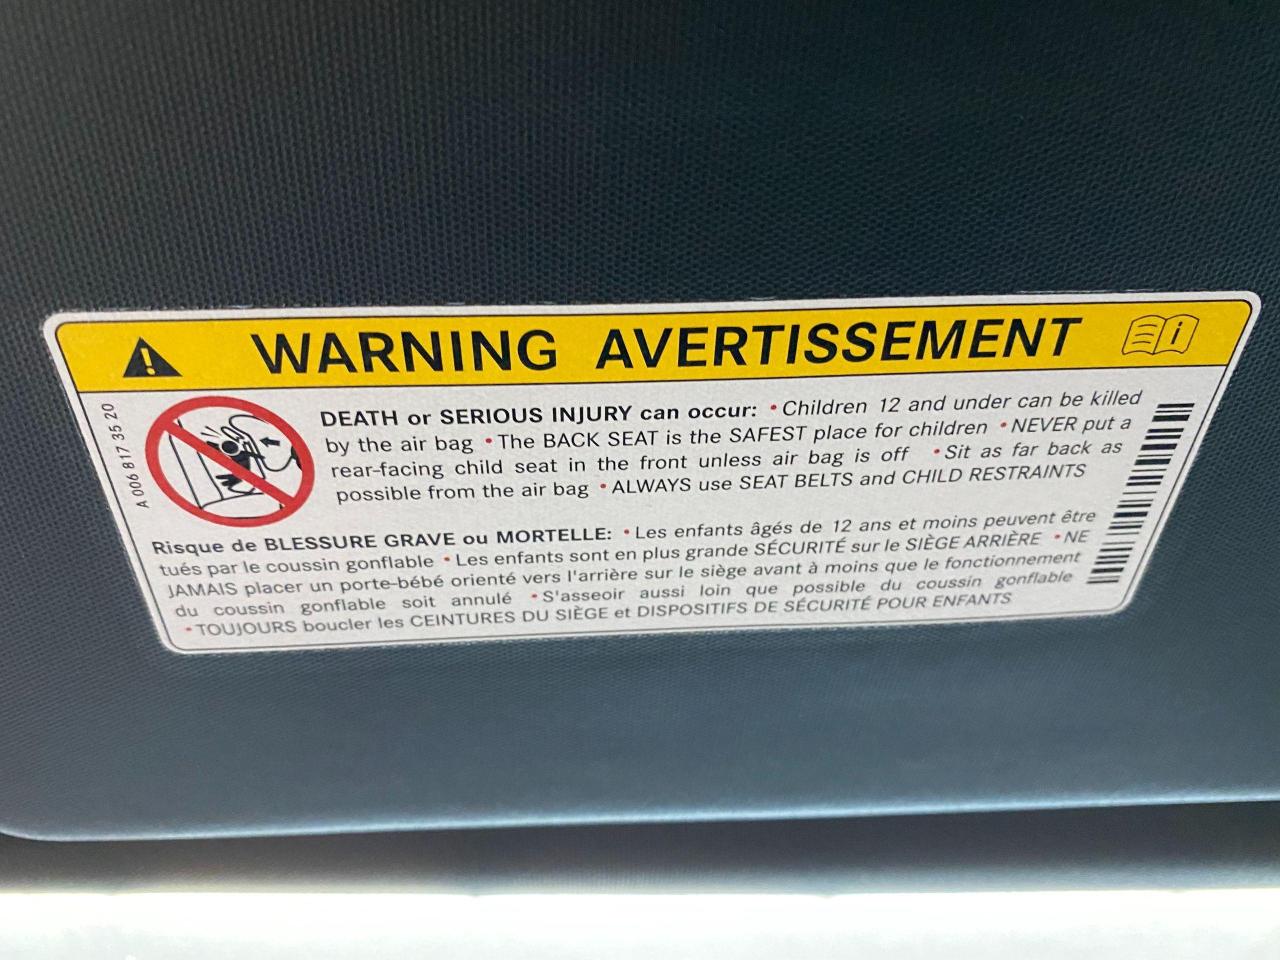 WARNING AVERTISSEMENT
A 006 817 35 20
DEATH or SERIOUS INJURY can occur: • Children 12 and under can be killed
by the air bag • The BACK SEAT is the SAFEST place for children • NEVER put a
rear-facing child seat in the front unless air bag is off • Sit as far back as
possible from the air bag • ALWAYS use SEAT BELTS and CHILD RESTRAINTS
Risque de BLESSURE GRAVE ou MORTELLE: • Les enfants âgés de 12 ans et moins peuvent être
tués par le coussin gonflable • Les enfants sont en plus grande SÉCURITÉ sur le SIÈGE ARRIÈRE • NE
JAMAIS placer un porte-bébé orienté vers l'arrière sur le siège avant à moins que le fonctionnement
du coussin gonflable soit annulé • S'asseoir aussi loin que possible du coussin gonflable
• TOUJOURS boucler les CEINTURES DU SIÈGE et DISPOSITIFS DE SÉCURITÉ POUR ENFANTS